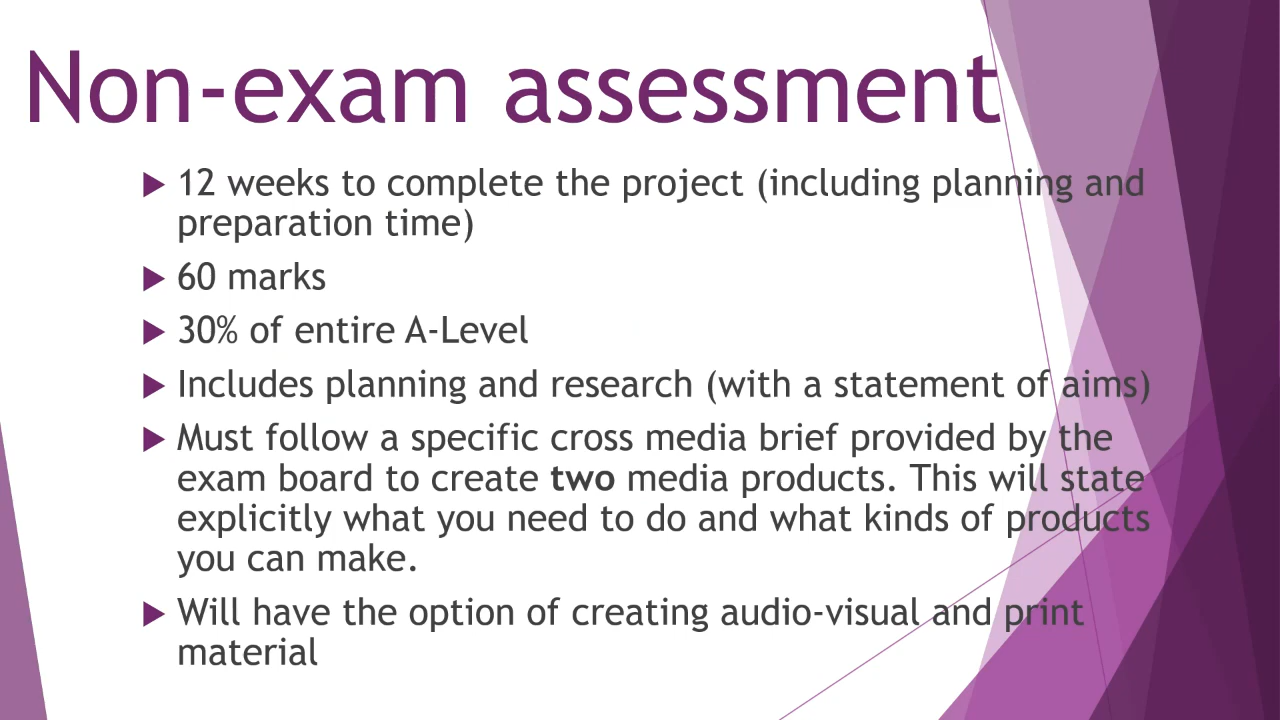 Non-exam assessment
12 weeks to complete the project (including planning and
preparation time)
60 marks
30% of entire A-Level
Includes planning and research (with a statement of aims)
Must follow a specific cross media brief provided by the
exam board to create two media products. This will state
explicitly what you need to do and what kinds of products
you can make.
Will have the option of creating audio-visual and print
material